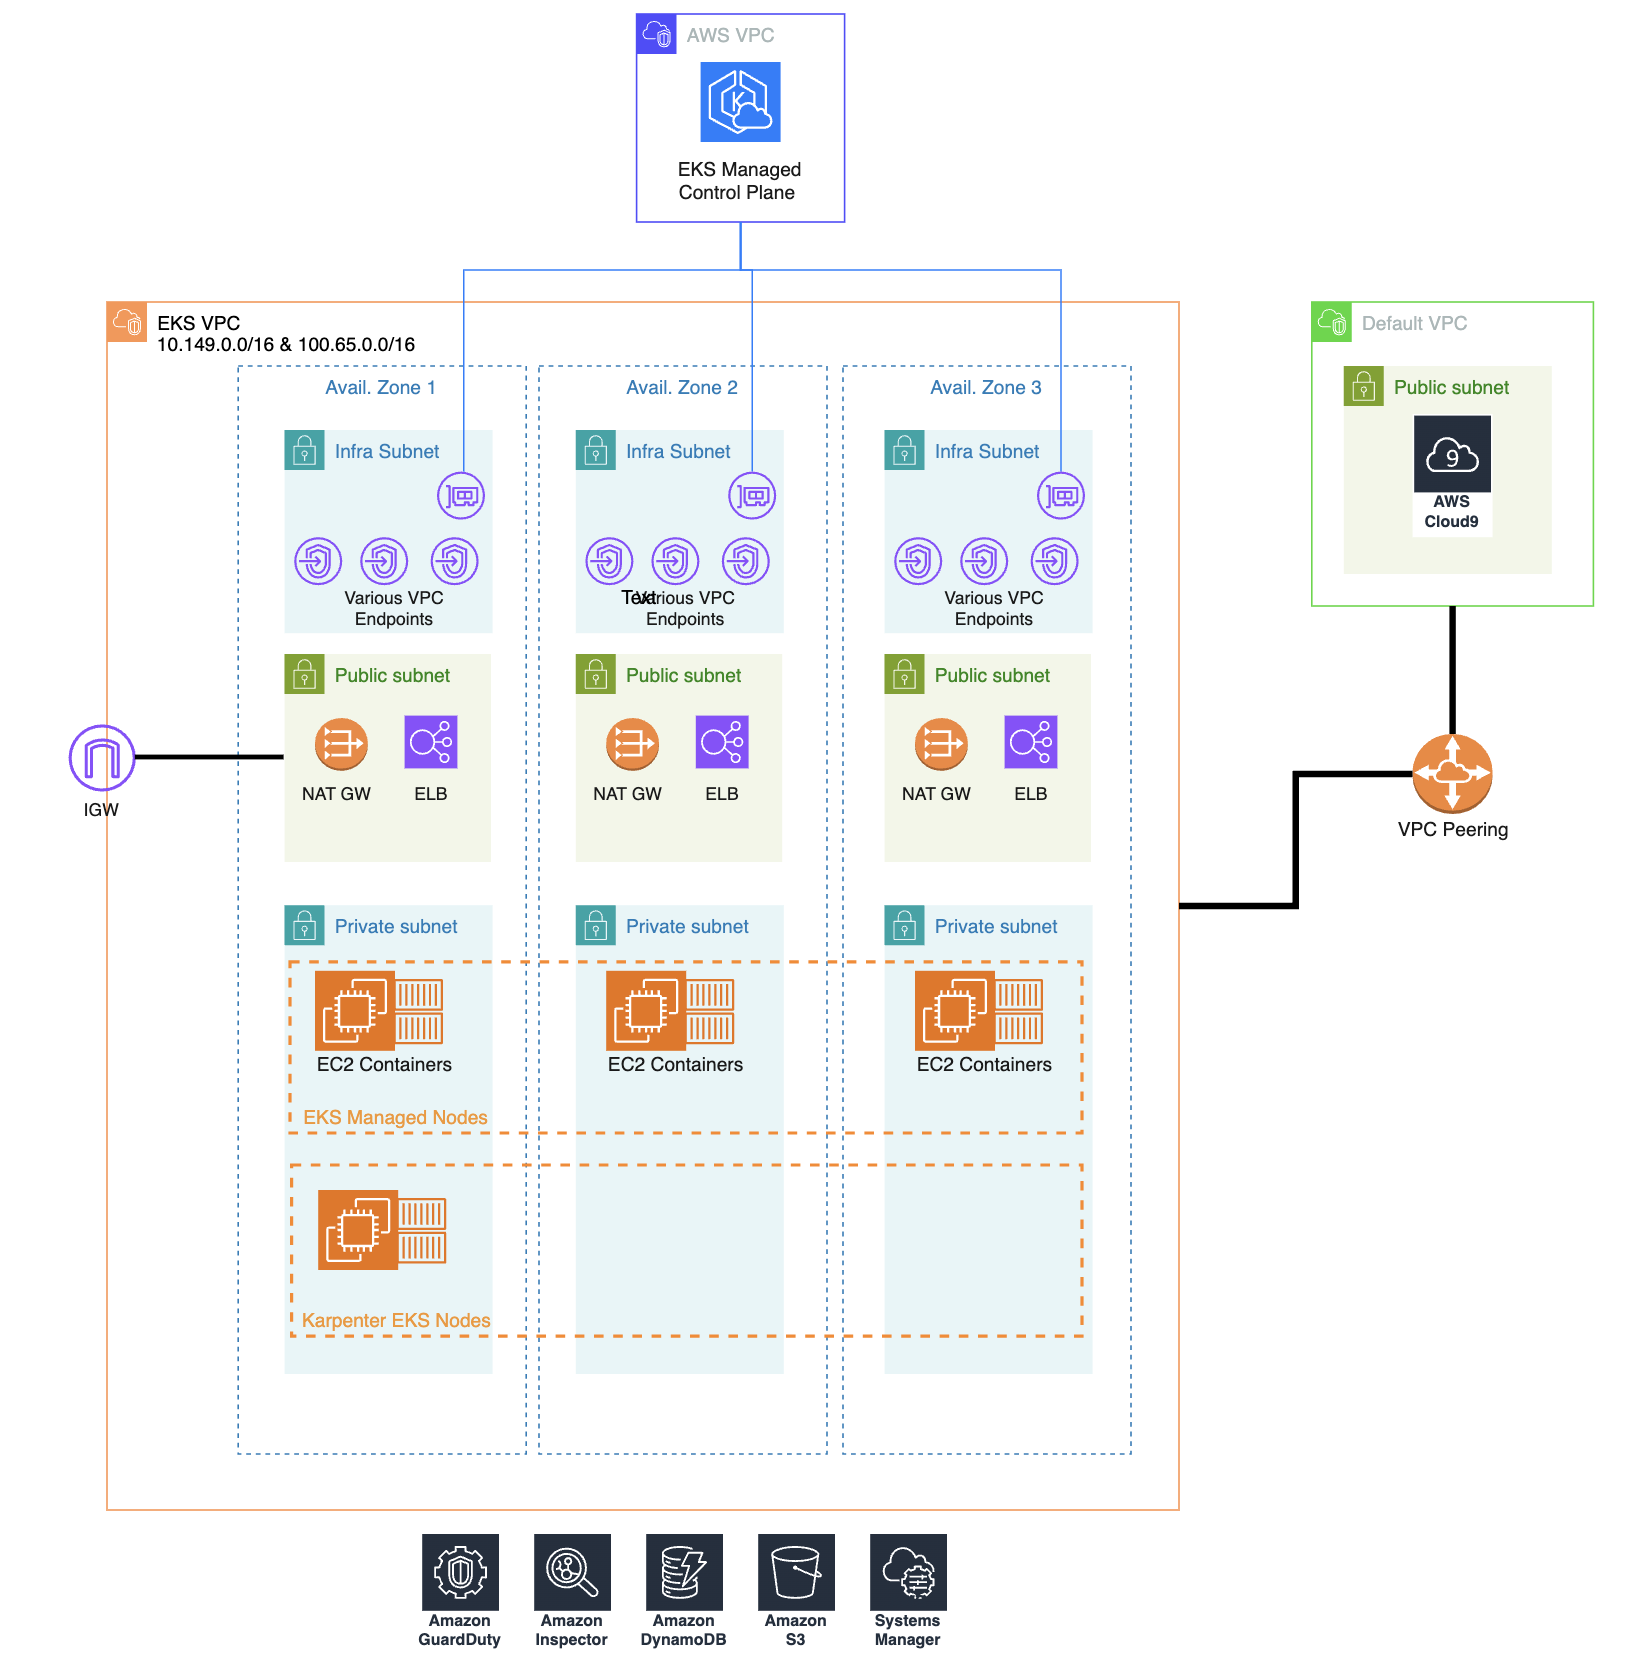 AWS VPC
EKS Managed
Control Plane
EKS VPC
10.149.0.0/16 & 100.65.0.0/16
Default VPC
Avail. Zone 1
Avail. Zone 2
Avail. Zone 3
Public subnet
Infra Subnet
Infra Subnet
Infra Subnet
9
AWS
Cloud9
Various VPC
Endpoints
Text
Various VPC
Endpoints
Various VPC
Endpoints
Public subnet
Public subnet
Public subnet
NAT GW
ELB
NAT GW
ELB
NAT GW
ELB
IGW
VPC Peering
Private subnet
Private subnet
Private subnet
EC2 Containers
EC2 Containers
EC2 Containers
EKS Managed Nodes
Karpenter EKS Nodes
Amazon
GuardDuty
Amazon
Inspector
Amazon
DynamoDB
Amazon
S3
Systems
Manager